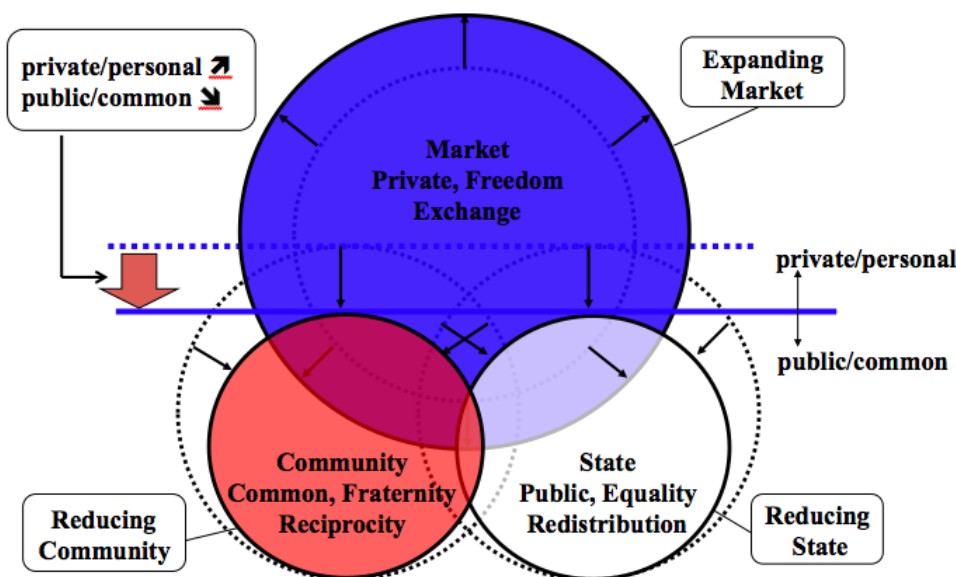 private/personal ⬈
public/common ⬊
Expanding
Market
Market
Private, Freedom
Exchange
private/personal
public/common
Community
Common, Fraternity
Reciprocity
State
Public, Equality
Redistribution
Reducing
Community
Reducing
State